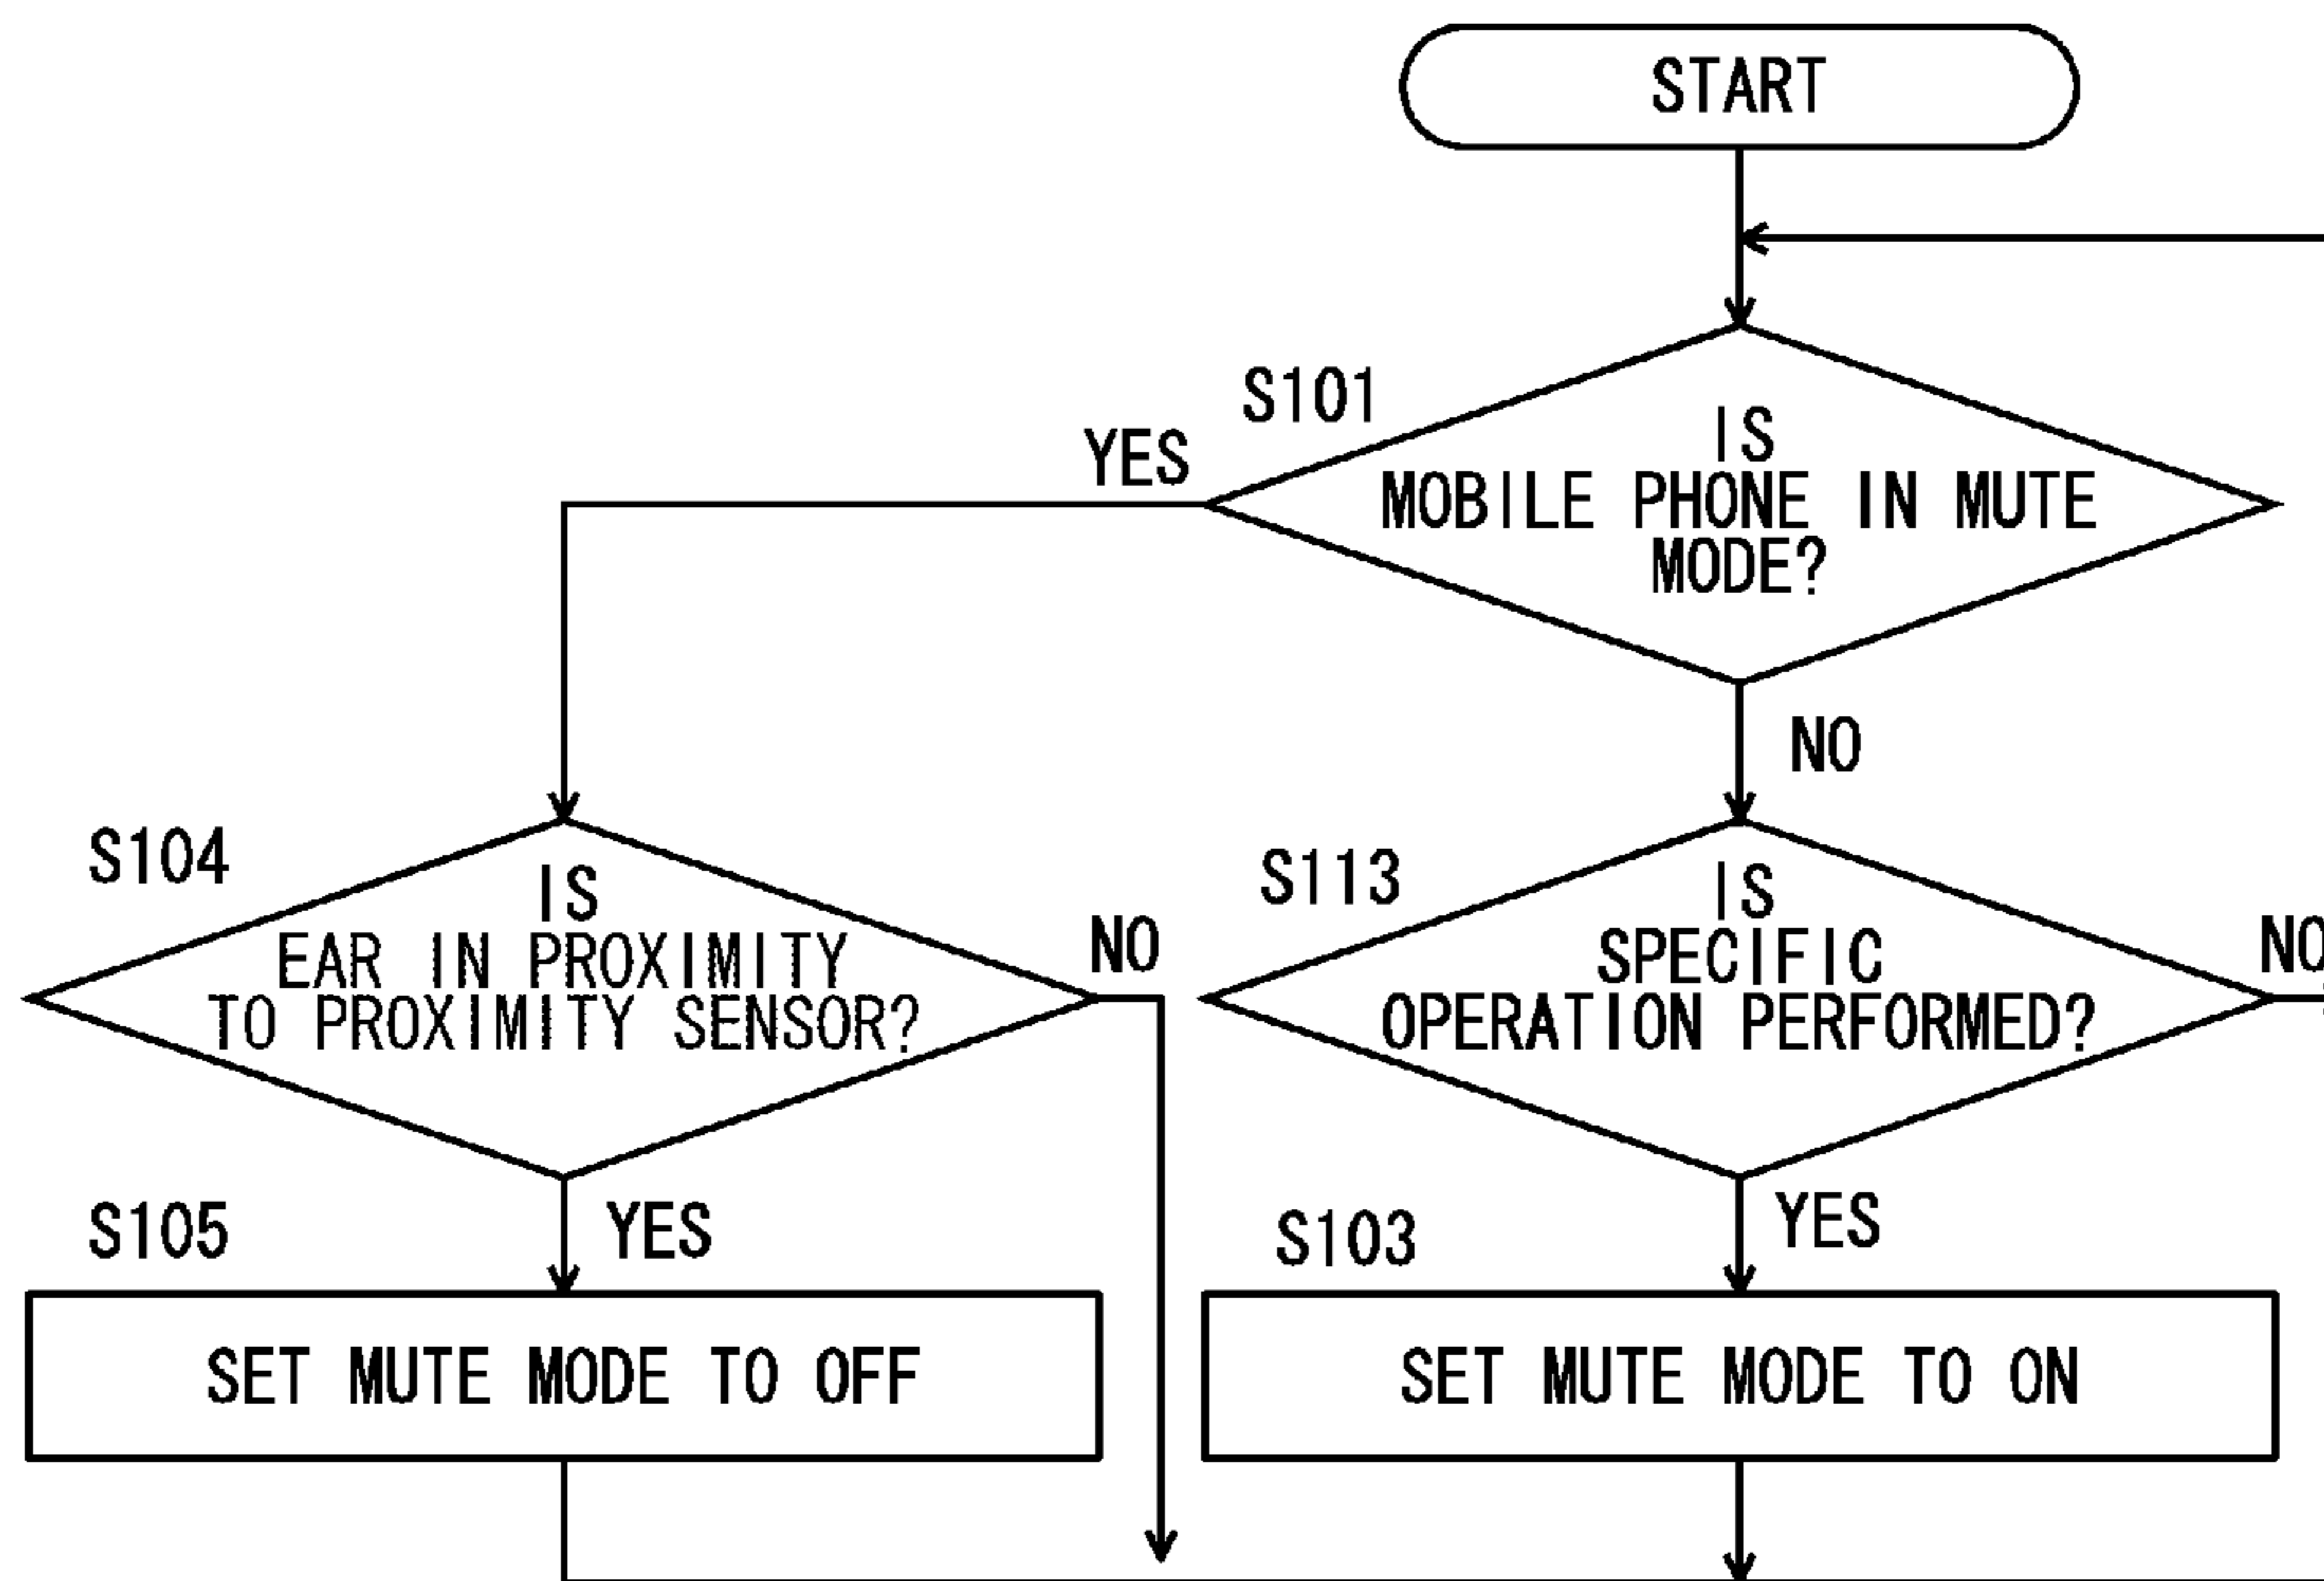 START
S101
YES
IS
MOBILE PHONE IN MUTE
MODE?
NO
S104
IS
EAR IN PROXIMITY
TO PROXIMITY SENSOR?
NO
S113
IS
SPECIFIC
OPERATION PERFORMED?
NO
S105
YES
S103
YES
SET MUTE MODE TO OFF
SET MUTE MODE TO ON